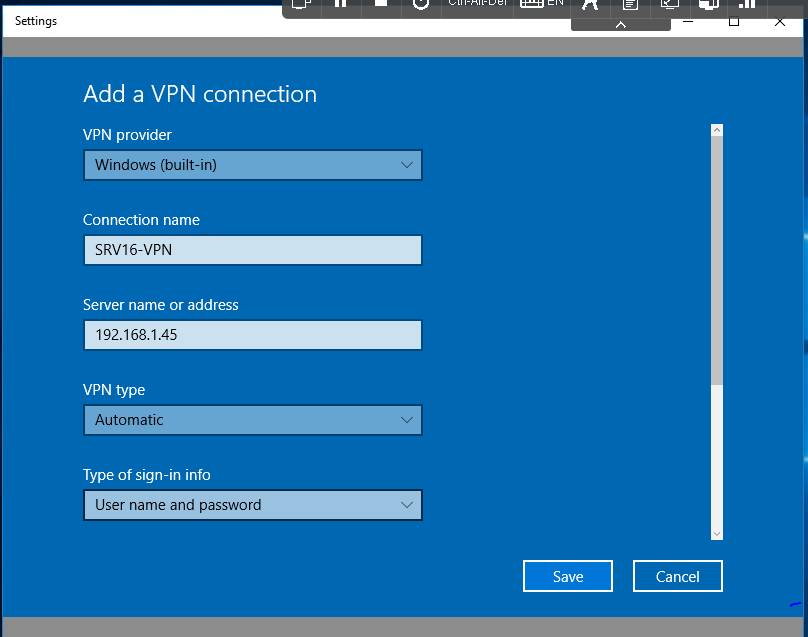 Ctrl-Alt-Del
EN
Settings
Add a VPN connection
VPN provider
Windows (built-in)
Connection name
SRV16-VPN
Server name or address
192.168.1.45
VPN type
Automatic
Type of sign-in info
User name and password
Save
Cancel